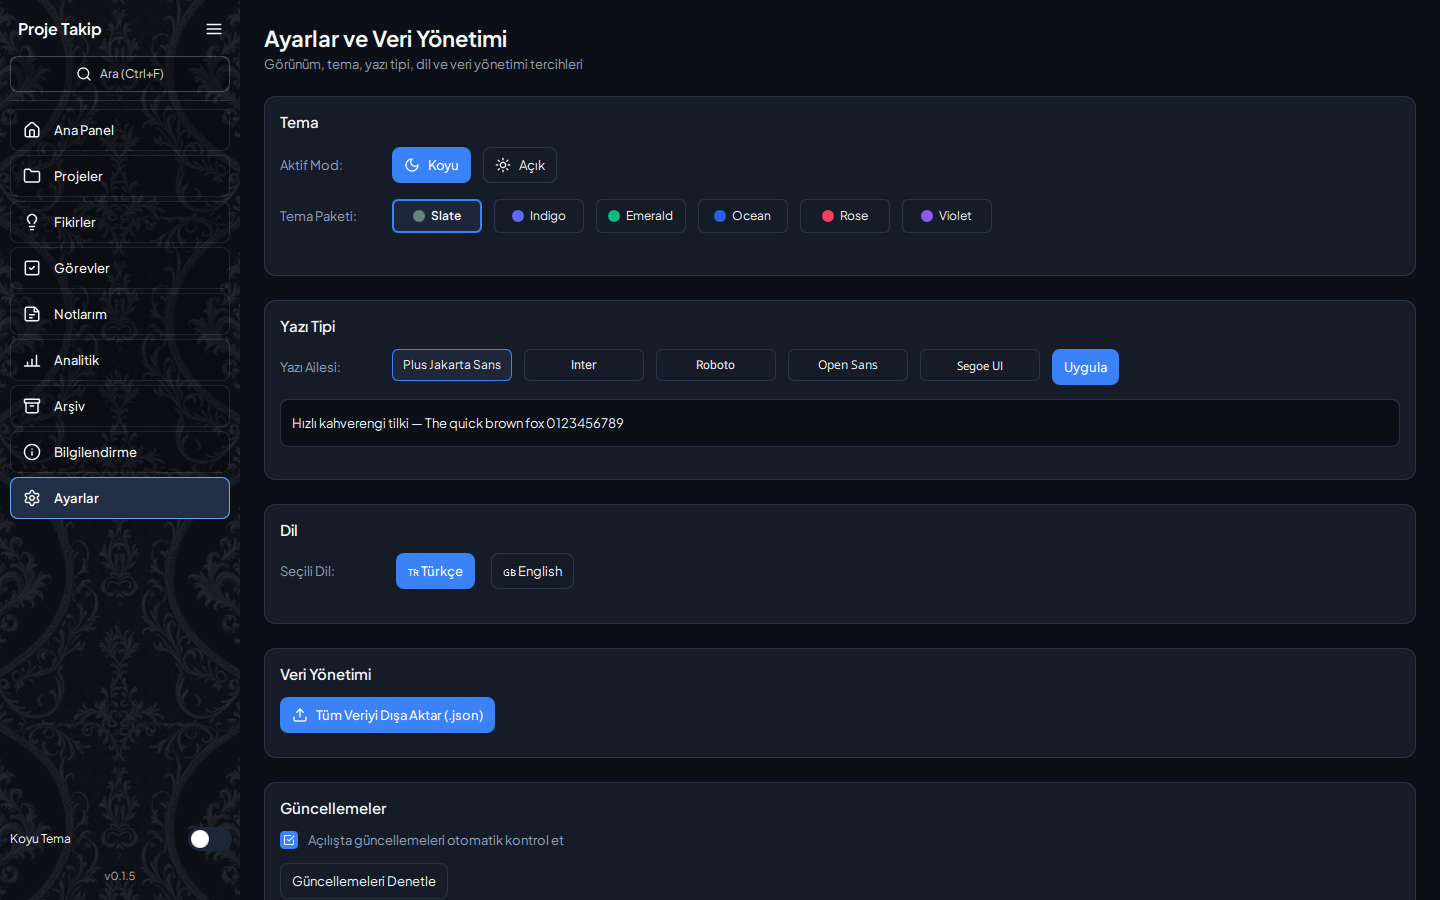 Proje Takip
Ara (Ctrl+F)
Ana Panel
Projeler
Fikirler
Görevler
Notlarım
Analitik
Arşiv
Bilgilendirme
Ayarlar
Koyu Tema
v0.1.5
Ayarlar ve Veri Yönetimi
Görünüm, tema, yazı tipi, dil ve veri yönetimi tercihleri
Tema
Aktif Mod: Koyu Açık
Tema Paketi: Slate Indigo Emerald Ocean Rose Violet
Yazı Tipi
Yazı Ailesi: Plus Jakarta Sans Inter Roboto Open Sans Segoe UI Uygula
Hızlı kahverengi tilki — The quick brown fox 0123456789
Dil
Seçili Dil: TR Türkçe GB English
Veri Yönetimi
Tüm Veriyi Dışa Aktar (.json)
Güncellemeler
Açılışta güncellemeleri otomatik kontrol et
Güncellemeleri Denetle